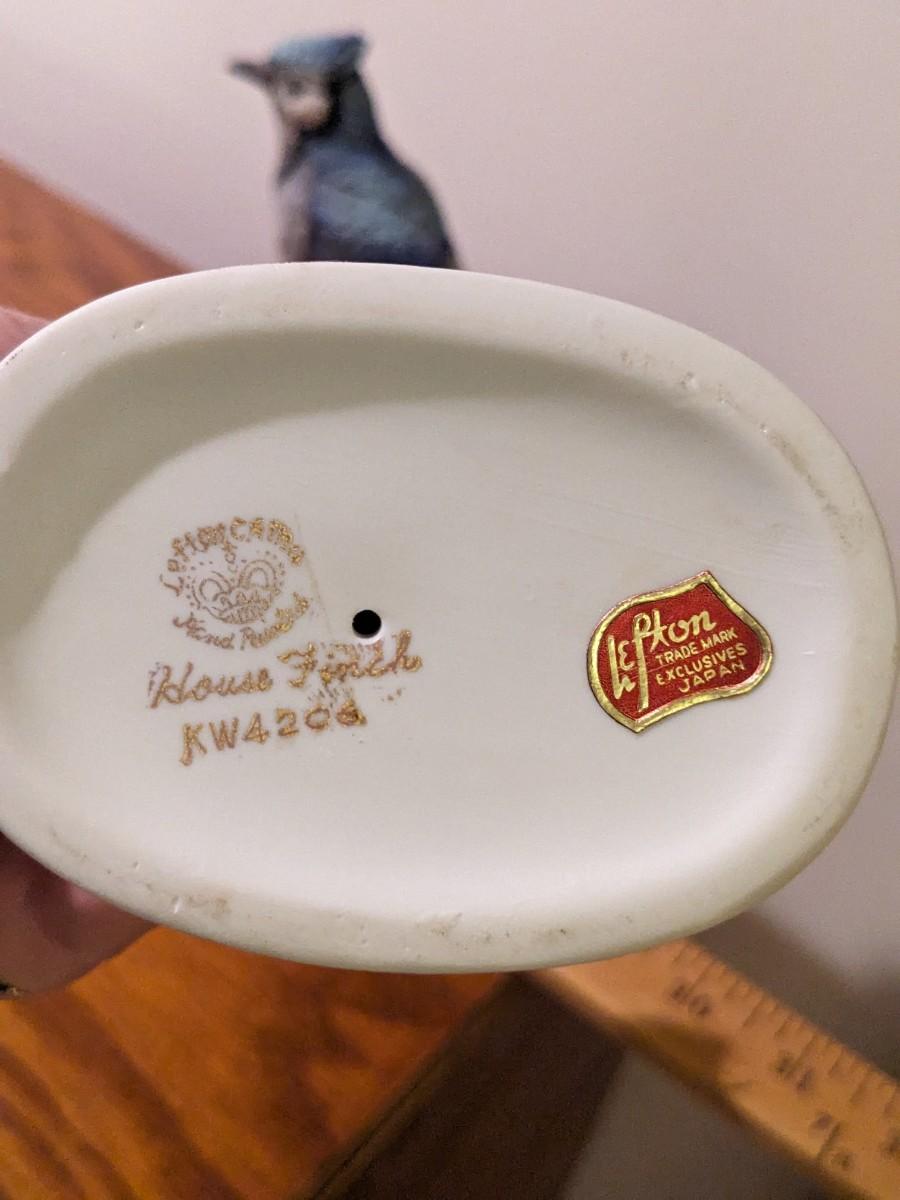 Lefton China
Hand Painted
House Finch
KW4206
Lefton
TRADE MARK
EXCLUSIVES
JAPAN